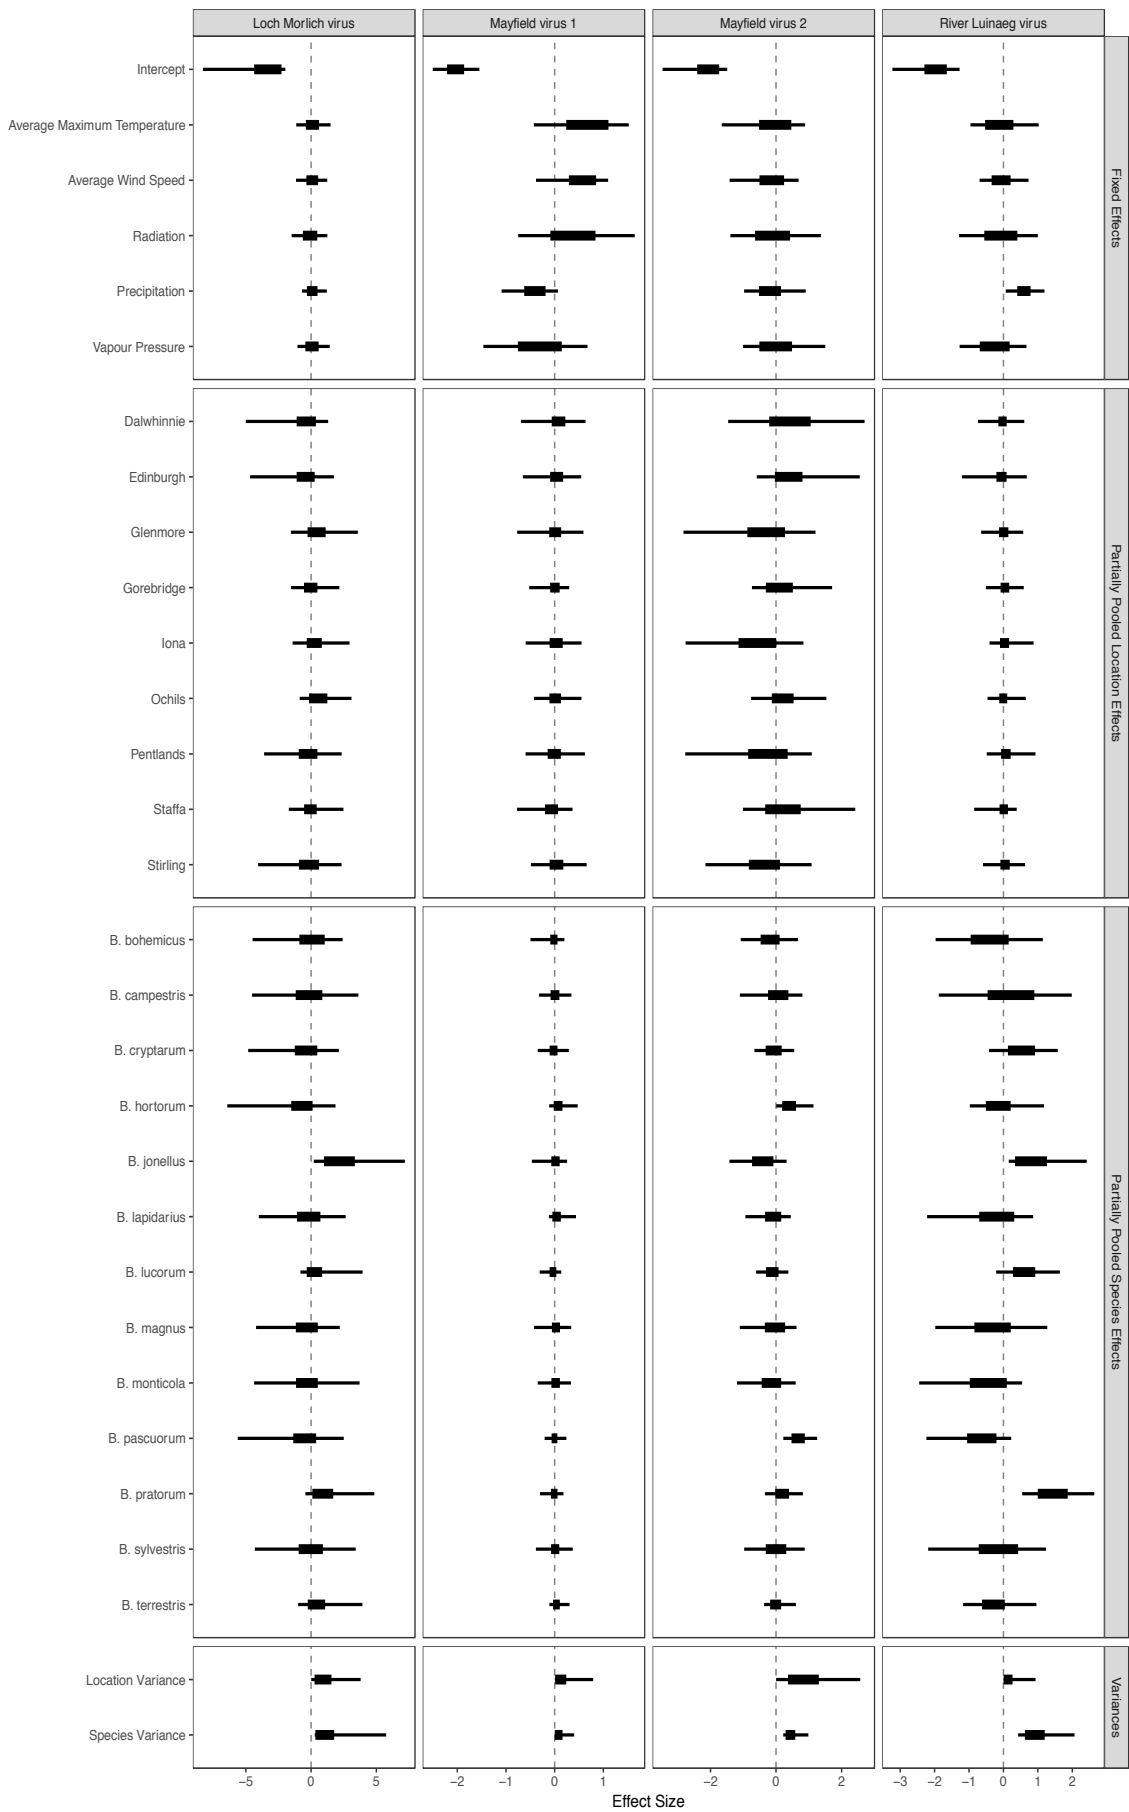 Loch Morlich virus
Mayfield virus 1
Mayfield virus 2
River Luinaeg virus
Intercept
Average Maximum Temperature
Average Wind Speed
Radiation
Precipitation
Vapour Pressure
Fixed Effects
Dalwhinnie
Edinburgh
Glenmore
Gorebridge
Iona
Ochils
Pentlands
Staffa
Stirling
Partially Pooled Location Effects
B. bohemicus
B. campestris
B. cryptarum
B. hortorum
B. jonellus
B. lapidarius
B. lucorum
B. magnus
B. monticola
B. pascuorum
B. pratorum
B. sylvestris
B. terrestris
Partially Pooled Species Effects
Location Variance
Species Variance
Variances
−5 0 5
−2 −1 0 1
−2 0 2
−3 −2 −1 0 1 2
Effect Size